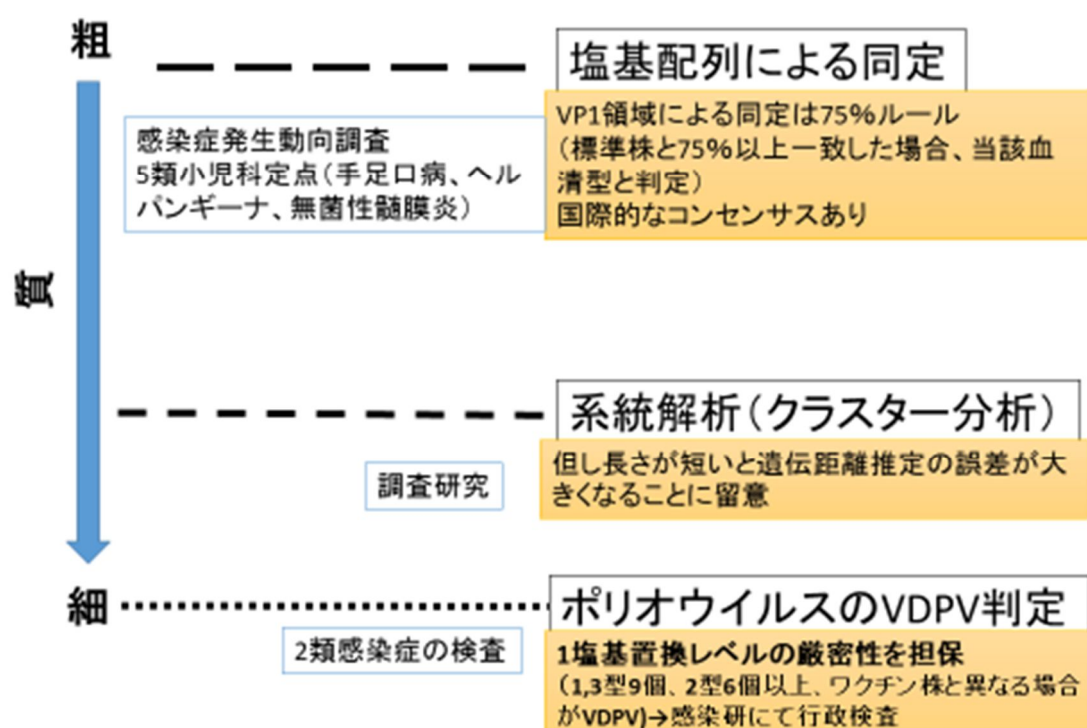 粗
塩基配列による同定
VP1領域による同定は75%ルール
(標準株と75%以上一致した場合、当該血
清型と判定)
国際的なコンセンサスあり
感染症発生動向調査
5類小児科定点(手足口病、ヘル
パンギーナ、無菌性髄膜炎)
質
系統解析(クラスター分析)
但し長さが短いと遺伝距離推定の誤差が大
きくなることに留意
調査研究
細
ポリオウイルスのVDPV判定
1塩基置換レベルの厳密性を担保
(1,3型9個、2型6個以上、ワクチン株と異なる場合
がVDPV)→感染研にて行政検査
2類感染症の検査